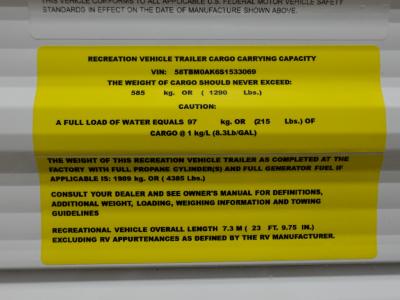 THIS VEHICLE CONFORMS TO ALL APPLICABLE U.S. FEDERAL MOTOR VEHICLE SAFETY
STANDARDS IN EFFECT ON THE DATE OF MANUFACTURE SHOWN ABOVE.
RECREATION VEHICLE TRAILER CARGO CARRYING CAPACITY
VIN: 58TBM0AK6S1533069
THE WEIGHT OF CARGO SHOULD NEVER EXCEED:
585 kg. OR ( 1290 Lbs.)
CAUTION:
A FULL LOAD OF WATER EQUALS 97 kg. OR (215 Lbs.) OF
CARGO @ 1 kg/L (8.3Lb/GAL)
THE WEIGHT OF THIS RECREATION VEHICLE TRAILER AS COMPLETED AT THE
FACTORY WITH FULL PROPANE CYLINDER(S) AND FULL GENERATOR FUEL IF
APPLICABLE IS: 1989 kg. OR ( 4385 Lbs.)
CONSULT YOUR DEALER AND SEE OWNER'S MANUAL FOR DEFINITIONS,
ADDITIONAL WEIGHT, LOADING, WEIGHING INFORMATION AND TOWING
GUIDELINES
RECREATIONAL VEHICLE OVERALL LENGTH 7.3 M ( 23 FT. 9.75 IN.)
EXCLUDING RV APPURTENANCES AS DEFINED BY THE RV MANUFACTURER.